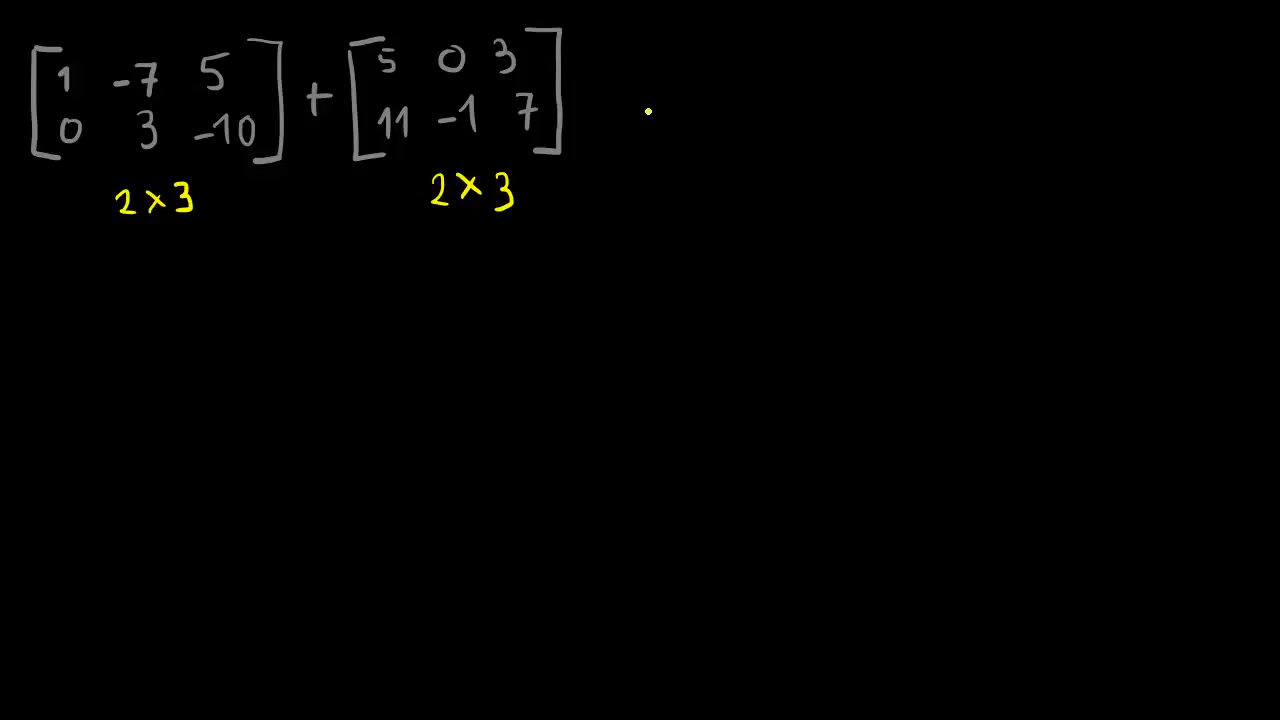 [ 1 -7 5 ] + [ 5 0 3 ]
[ 0 3 -10 ] [ 11 -1 7 ]
2 × 3 2 × 3